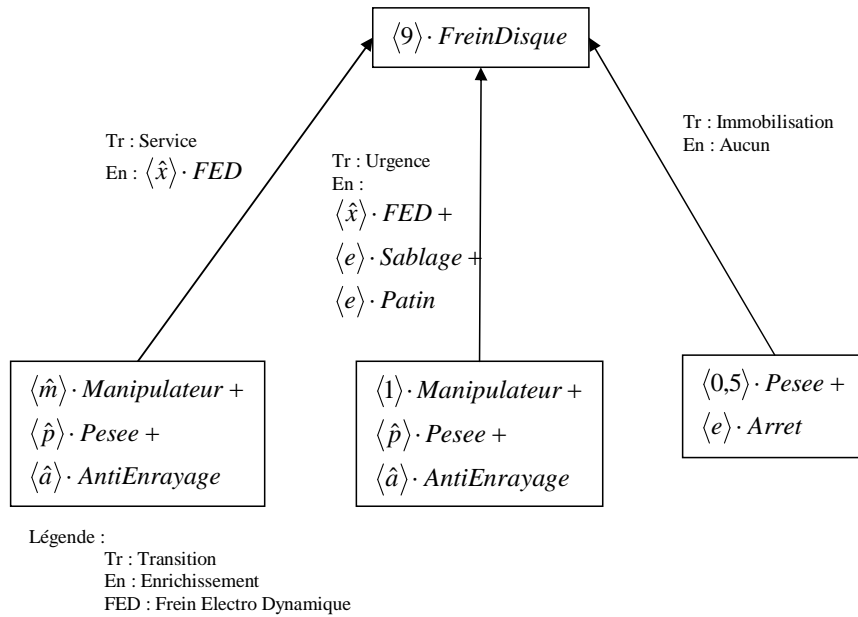 ⟨9⟩ · FreinDisque
Tr : Service
En : ⟨x̂⟩ · FED
Tr : Urgence
En :
⟨x̂⟩ · FED +
⟨e⟩ · Sablage +
⟨e⟩ · Patin
Tr : Immobilisation
En : Aucun
⟨m̂⟩ · Manipulateur +
⟨p̂⟩ · Pesee +
⟨â⟩ · AntiEnrayage
⟨1⟩ · Manipulateur +
⟨p̂⟩ · Pesee +
⟨â⟩ · AntiEnrayage
⟨0,5⟩ · Pesee +
⟨e⟩ · Arret
Légende :
Tr : Transition
En : Enrichissement
FED : Frein Electro Dynamique